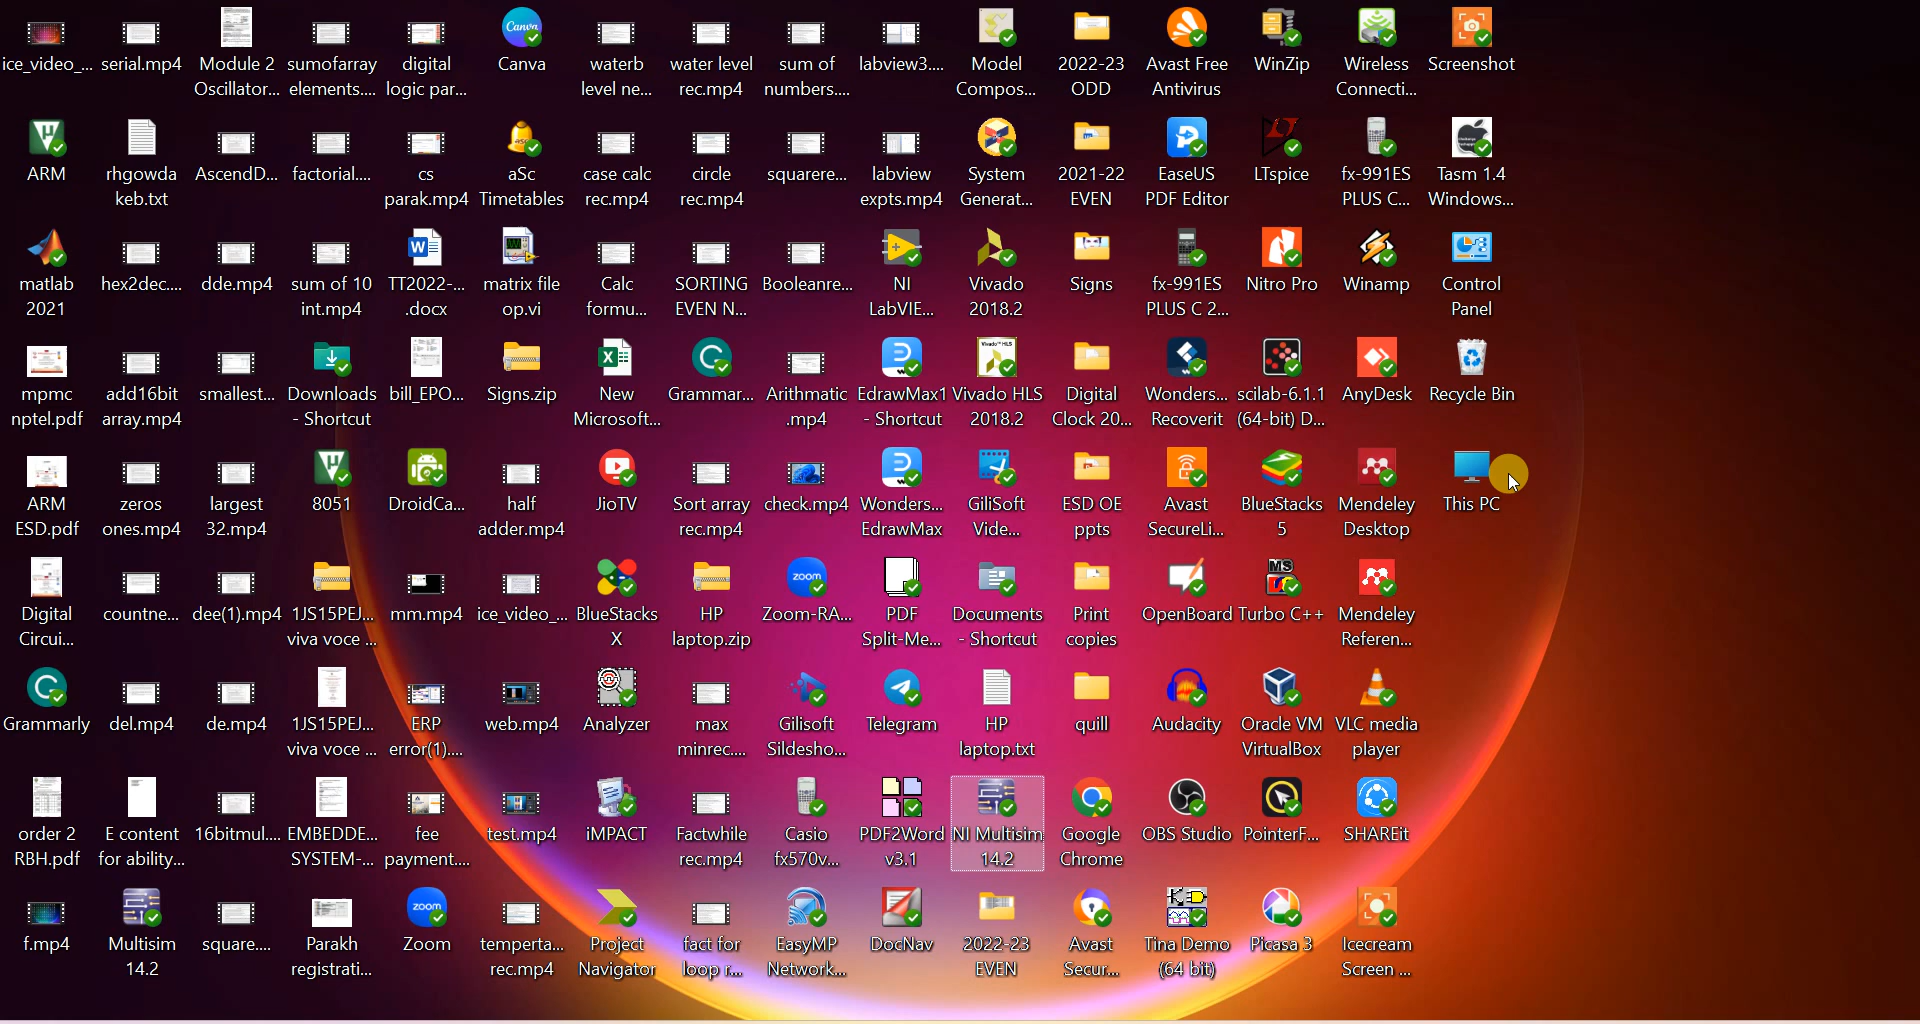 ice_video_... serial.mp4 Module 2 sumofarray digital Canva waterb water level sum of labview3.... Model 2022-23 Avast Free WinZip Wireless Screenshot
Oscillator... elements.... logic par... level ne... rec.mp4 numbers.... Compos... ODD Antivirus Connecti...
ARM rhgowda AscendD... factorial.... cs aSc case calc circle squarere... labview System 2021-22 EaseUS LTspice fx-991ES Tasm 1.4
keb.txt parak.mp4 Timetables rec.mp4 rec.mp4 expts.mp4 Generat... EVEN PDF Editor PLUS C... Windows...
matlab hex2dec.... dde.mp4 sum of 10 TT2022-... matrix file Calc SORTING Booleanre... NI Vivado Signs fx-991ES Nitro Pro Winamp Control
2021 int.mp4 .docx op.vi formu... EVEN N... LabVIE... 2018.2 PLUS C 2... Panel
mpmc add16bit smallest... Downloads bill_EPO... Signs.zip New Grammar... Arithmatic EdrawMax1 Vivado HLS Digital Wonders... scilab-6.1.1 AnyDesk Recycle Bin
nptel.pdf array.mp4 - Shortcut Microsoft... .mp4 - Shortcut 2018.2 Clock 20... Recoverit (64-bit) D...
ARM zeros largest 8051 DroidCa... half JioTV Sort array check.mp4 Wonders... GiliSoft ESD OE Avast BlueStacks Mendeley This PC
ESD.pdf ones.mp4 32.mp4 adder.mp4 rec.mp4 EdrawMax Vide... ppts SecureLi... 5 Desktop
Digital countne... dee(1).mp4 1JS15PEJ... mm.mp4 ice_video_... BlueStacks HP Zoom-RA... PDF Documents Print OpenBoard Turbo C++ Mendeley
Circui... viva voce ... X laptop.zip Split-Me... - Shortcut copies Referen...
Grammarly del.mp4 de.mp4 1JS15PEJ... ERP web.mp4 Analyzer max Gilisoft Telegram HP quill Audacity Oracle VM VLC media
viva voce ... error(1).... minrec.... Sildesho... laptop.txt VirtualBox player
order 2 E content 16bitmul.... EMBEDDE... fee test.mp4 iMPACT Factwhile Casio PDF2Word NI Multisim Google OBS Studio PointerF... SHAREit
RBH.pdf for ability... SYSTEM-... payment.... rec.mp4 fx570v... v3.1 14.2 Chrome
f.mp4 Multisim square.... Parakh Zoom temperta... Project fact for EasyMP DocNav 2022-23 Avast Tina Demo Picasa 3 Icecream
14.2 registrati... rec.mp4 Navigator loop r... Network... EVEN Secur... (64 bit) Screen ...